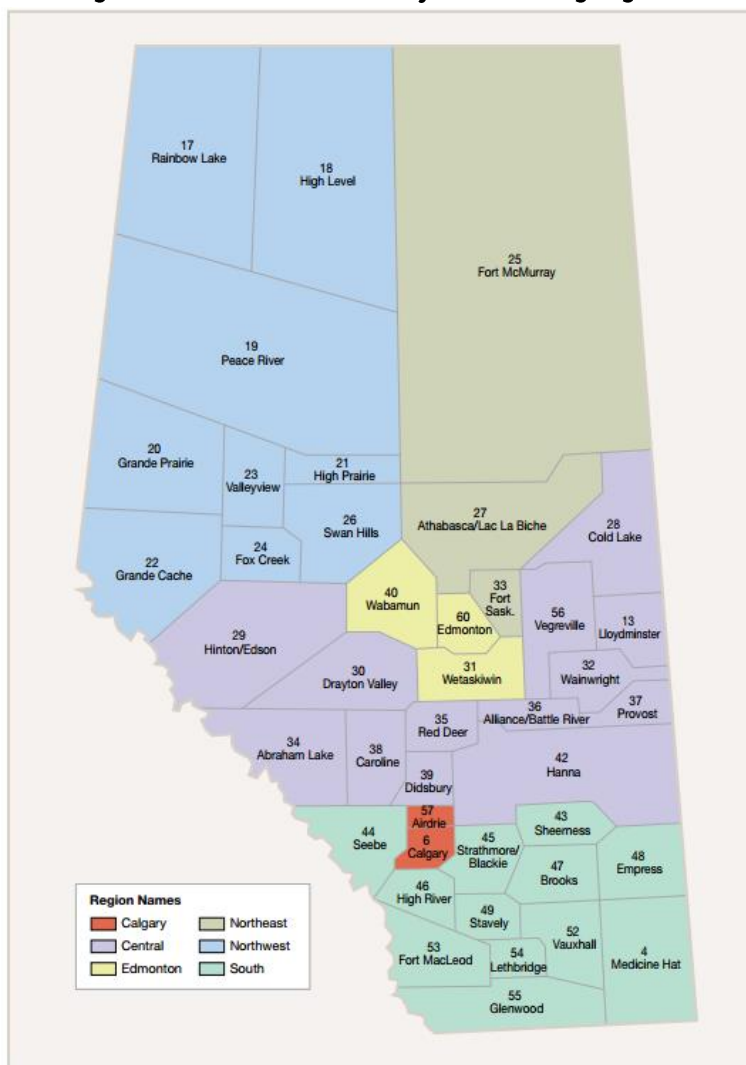 17
Rainbow Lake
18
High Level
25
Fort McMurray
19
Peace River
20
Grande Prairie
23
Valleyview
21
High Prairie
26
Swan Hills
24
Fox Creek
22
Grande Cache
27
Athabasca/Lac La Biche
28
Cold Lake
33
Fort
Sask.
40
Wabamun
60
Edmonton
56
Vegreville
13
Lloydminster
29
Hinton/Edson
31
Wetaskiwin
32
Wainwright
30
Drayton Valley
36
Alliance/Battle River
37
Provost
35
Red Deer
34
Abraham Lake
38
Caroline
39
Didsbury
42
Hanna
57
Airdrie
6
Calgary
43
Sheerness
44
Seebe
45
Strathmore/
Blackie
47
Brooks
48
Empress
46
High River
49
Stavely
52
Vauxhall
53
Fort MacLeod
54
Lethbridge
4
Medicine Hat
55
Glenwood
Region Names
Calgary
Northeast
Central
Northwest
Edmonton
South